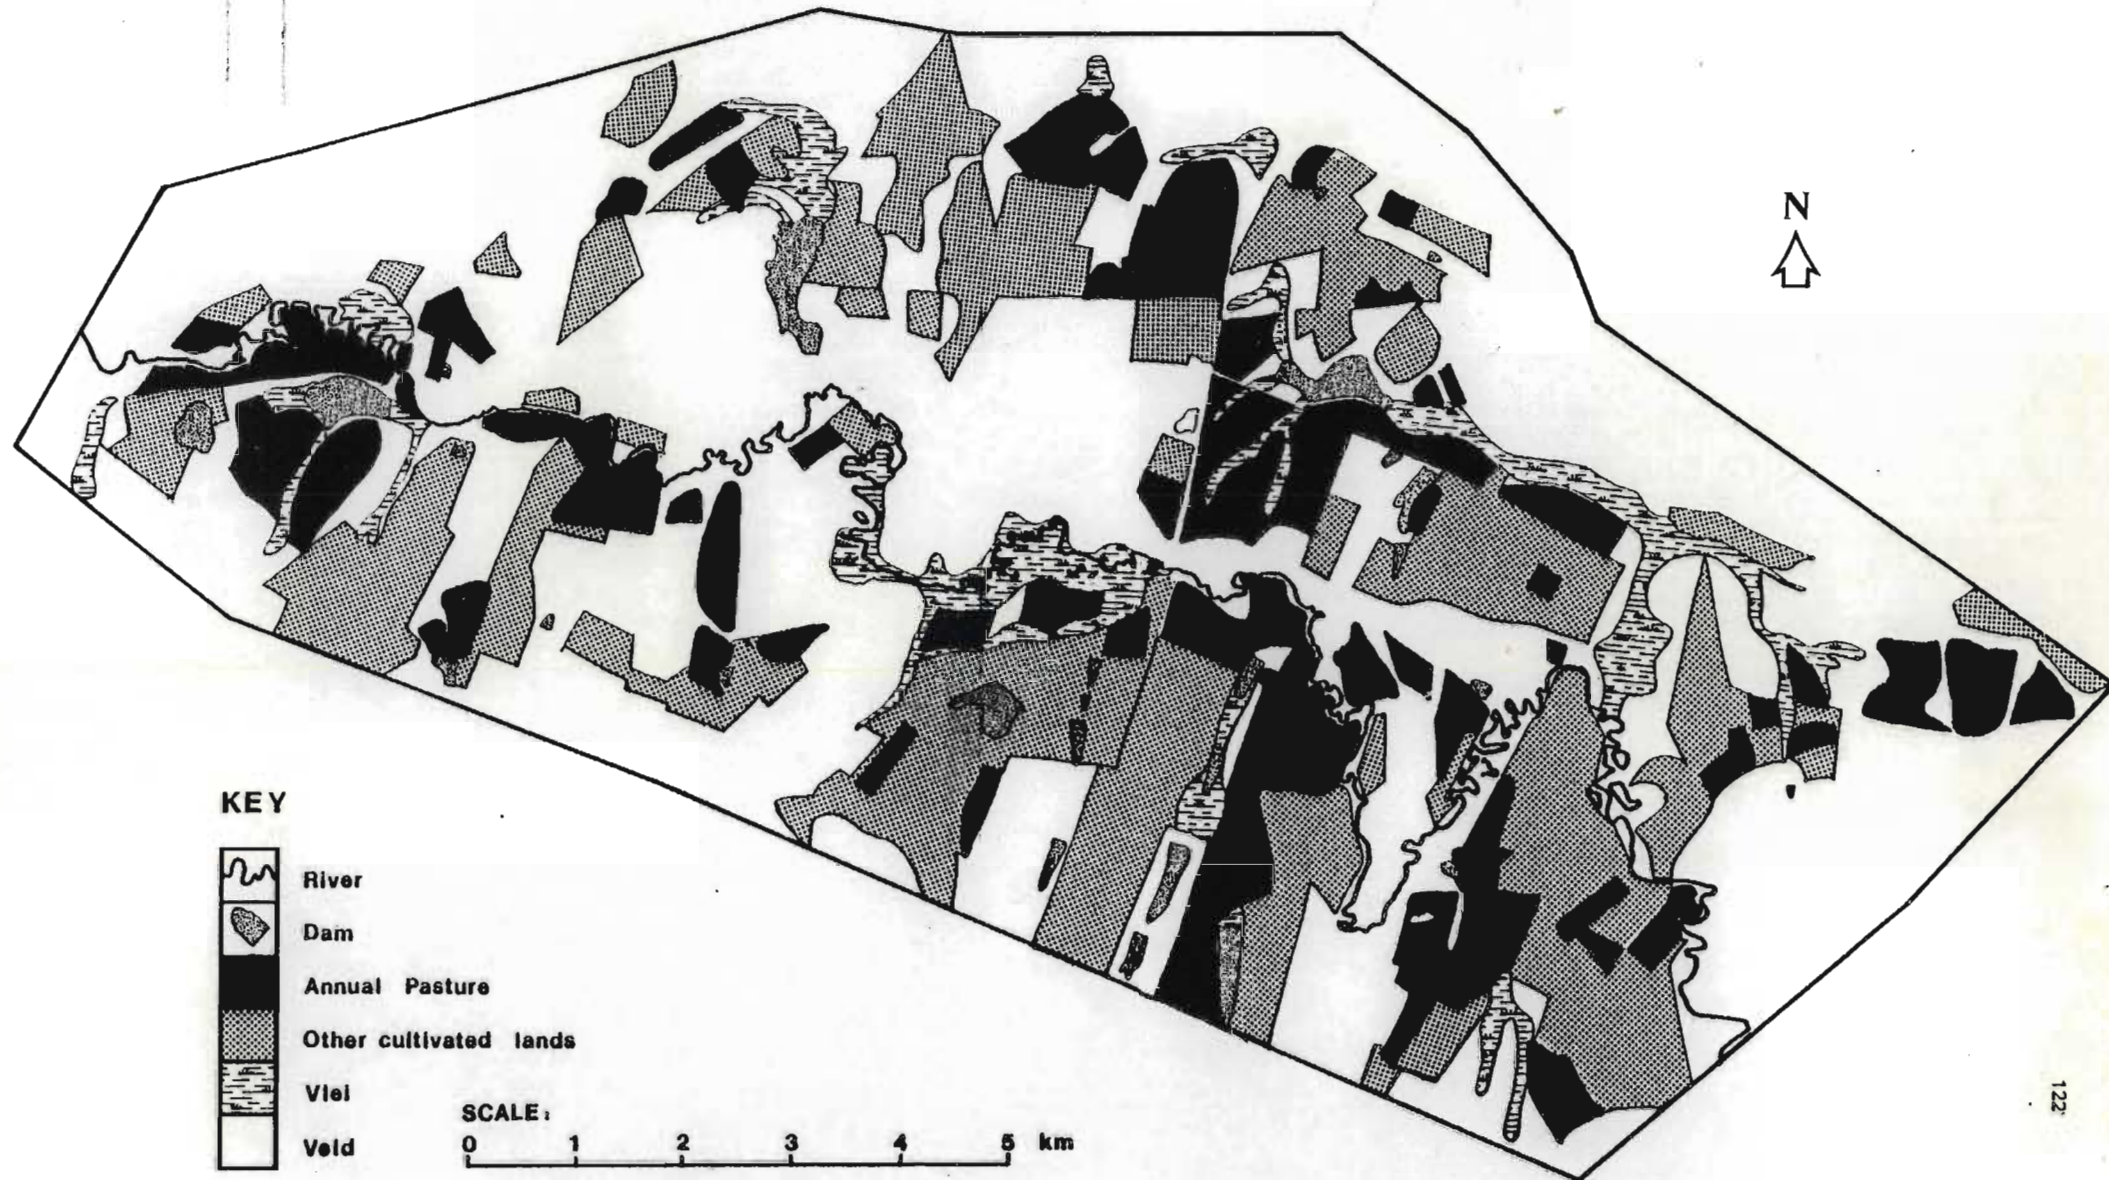 N
KEY
River
Dam
Annual Pasture
Other cultivated lands
Vlei
Veld
SCALE:
0 1 2 3 4 5 km
122